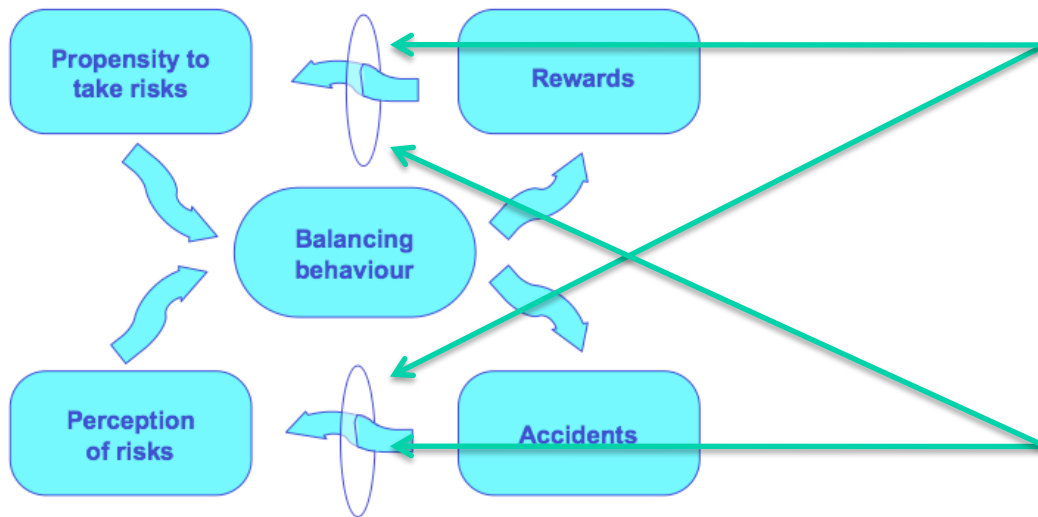 Propensity to
take risks
Rewards
Balancing
behaviour
Perception
of risks
Accidents